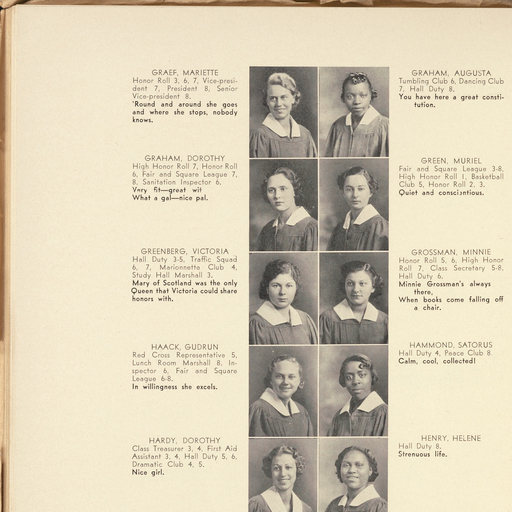 GRAEF, MARIETTE
Honor Roll 3, 6, 7, Vice-presi-
dent 7, President 8, Senior
Vice-president 8.
'Round and around she goes
and where she stops, nobody
knows.
GRAHAM, DOROTHY
High Honor Roll 7, Honor Roll
6, Fair and Square League 7,
8, Sanitation Inspector 6.
Very fit—great wit
What a gal—nice pal.
GREENBERG, VICTORIA
Hall Duty 3-5, Traffic Squad
6, 7, Marionnette Club 4,
Study Hall Marshall 3.
Mary of Scotland was the only
Queen that Victoria could share
honors with.
HAACK, GUDRUN
Red Cross Representative 5,
Lunch Room Marshall 8, In-
spector 6, Fair and Square
League 6-8.
In willingness she excels.
HARDY, DOROTHY
Class Treasurer 3, 4, First Aid
Assistant 3, 4, Hall Duty 5, 6,
Dramatic Club 4, 5.
Nice girl.
GRAHAM, AUGUSTA
Tumbling Club 6, Dancing Club
7, Hall Duty 8.
You have here a great consti-
tution.
GREEN, MURIEL
Fair and Square League 3-8,
High Honor Roll 1, Basketball
Club 5, Honor Roll 2, 3.
Quiet and conscientious.
GROSSMAN, MINNIE
Honor Roll 5, 6, High Honor
Roll 7, Class Secretary 5-8,
Hall Duty 6.
Minnie Grossman's always
there,
When books come falling off
a chair.
HAMMOND, SATORUS
Hall Duty 4, Peace Club 8.
Calm, cool, collected!
HENRY, HELENE
Hall Duty 8.
Strenuous life.